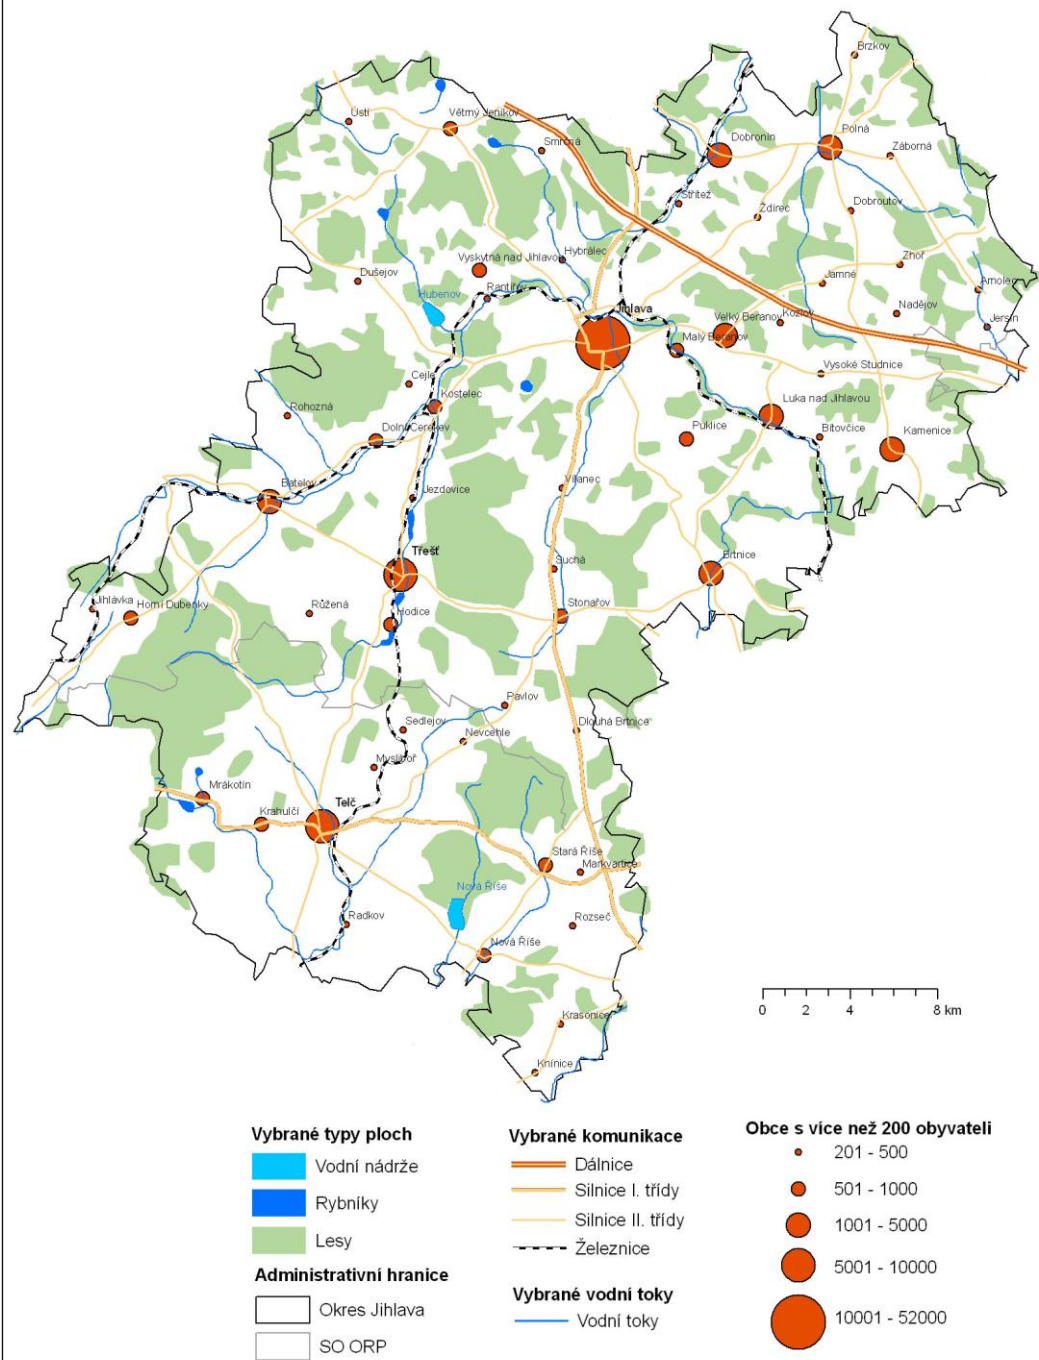 Brzkov
Ústí
Větrný Jeníkov
Smrčná
Dobronín
Polná
Záborná
Střítež
Ždírec
Dobroutov
Hybrálec
Vyskytná nad Jihlavou
Dušejov
Rantířov
Hubenov
Zhoř
Jamné
Arnolec
Nadějov
Jersín
Jihlava
Velký Beranov
Kozlov
Malý Beranov
Vysoké Studnice
Cejle
Kostelec
Rohozná
Dolní Cerekev
Luka nad Jihlavou
Puklice
Bítovčice
Kamenice
Batelov
Jezdovice
Vílanec
Třešť
Suchá
Brtnice
Jihlávka
Horní Dubenky
Růžená
Hodice
Stonařov
Pavlov
Sedlejov
Nevcehle
Dlouhá Brtnice
Myslibož
Mrákotín
Krahulčí
Telč
Stará Říše
Markvartice
Nová Říše
Radkov
Rozseč
Nová Říše
Krasonice
Knínice
0 2 4 8 km
Vybrané typy ploch
Vodní nádrže
Rybníky
Lesy
Administrativní hranice
Okres Jihlava
SO ORP
Vybrané komunikace
Dálnice
Silnice I. třídy
Silnice II. třídy
Železnice
Vybrané vodní toky
Vodní toky
Obce s více než 200 obyvateli
201 - 500
501 - 1000
1001 - 5000
5001 - 10000
10001 - 52000